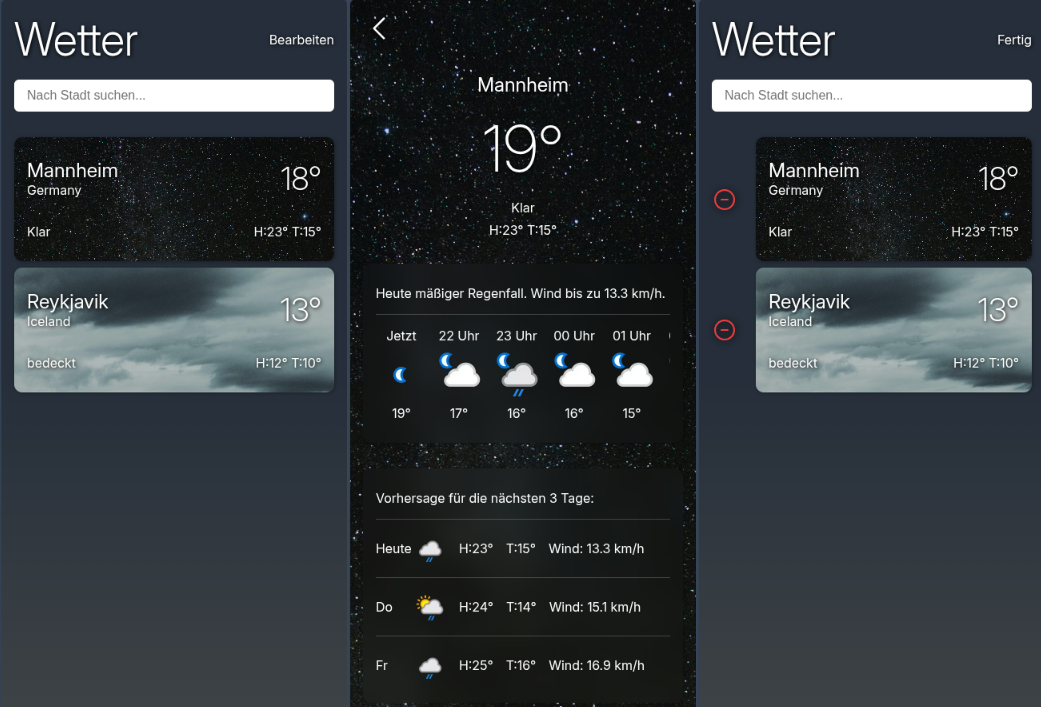 Wetter
Bearbeiten
Nach Stadt suchen...
Mannheim
Germany
18°
Klar
H:23° T:15°
Reykjavik
Iceland
13°
bedeckt
H:12° T:10°
Mannheim
19°
Klar
H:23° T:15°
Heute mäßiger Regenfall. Wind bis zu 13.3 km/h.
Jetzt 22 Uhr 23 Uhr 00 Uhr 01 Uhr
19° 17° 16° 16° 15°
Vorhersage für die nächsten 3 Tage:
Heute H:23° T:15° Wind: 13.3 km/h
Do H:24° T:14° Wind: 15.1 km/h
Fr H:25° T:16° Wind: 16.9 km/h
Wetter
Fertig
Nach Stadt suchen...
Mannheim
Germany
18°
Klar
H:23° T:15°
Reykjavik
Iceland
13°
bedeckt
H:12° T:10°